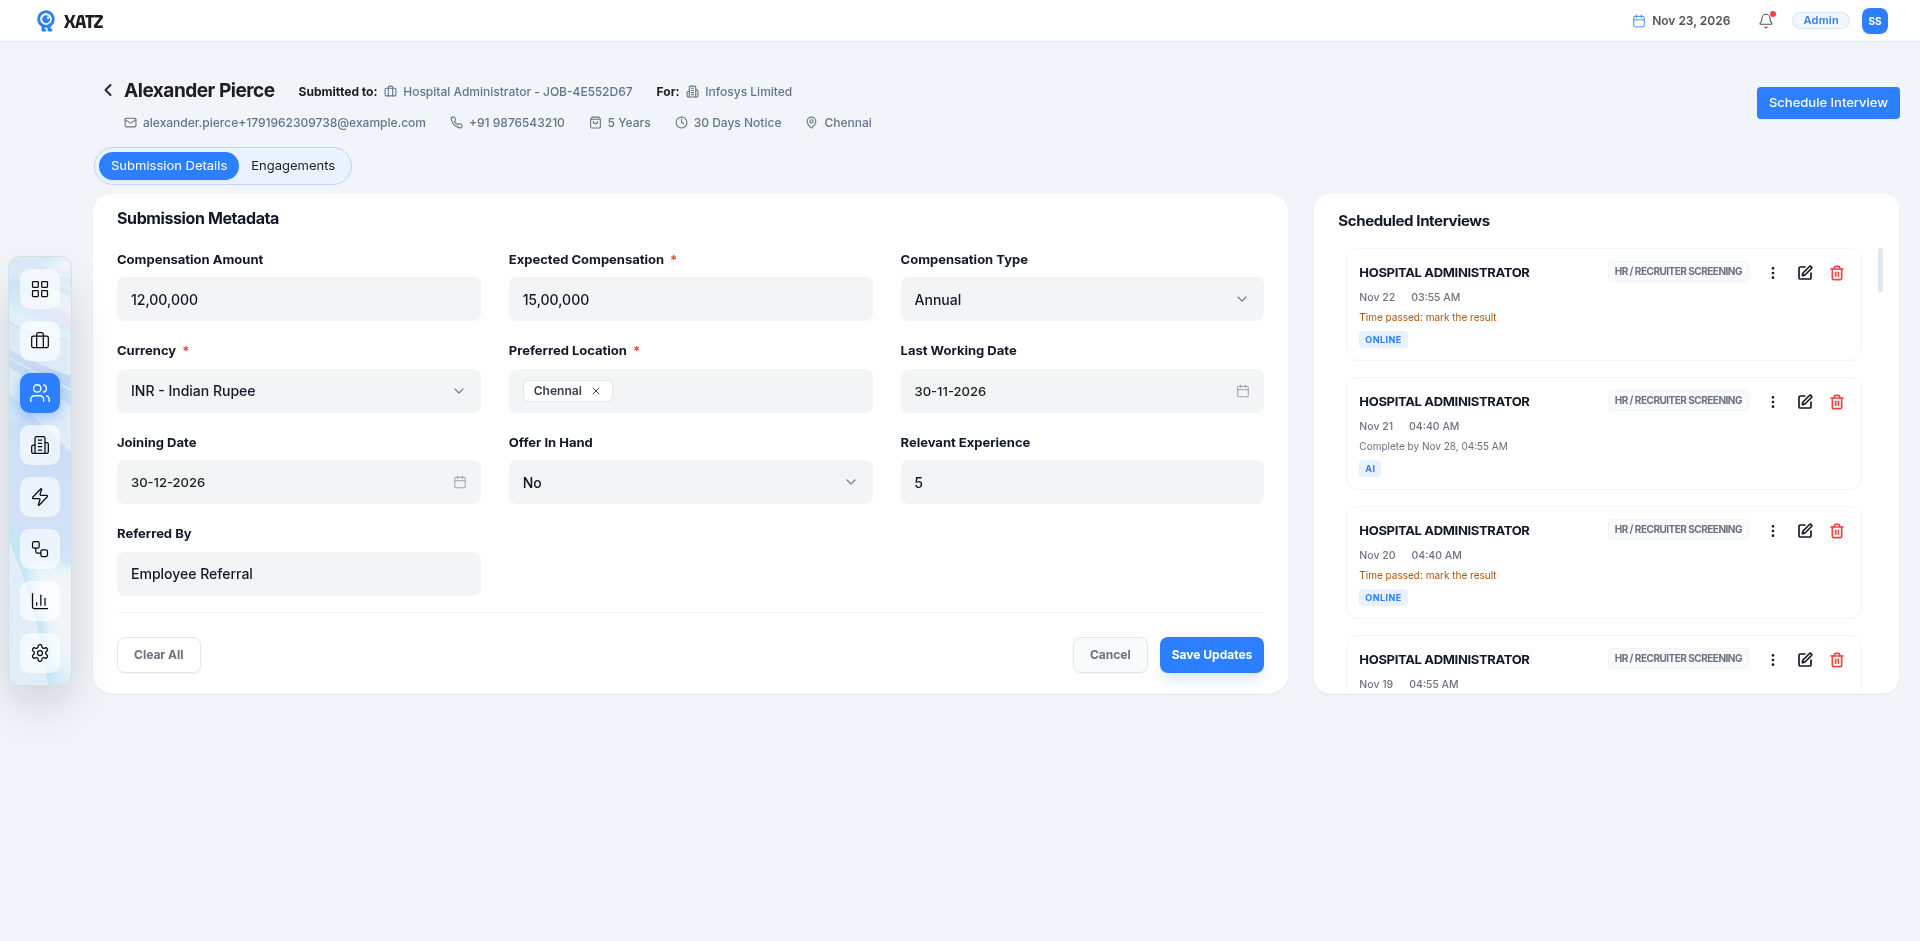 XATZ
Nov 23, 2026
Admin
SS
Alexander Pierce
Submitted to: Hospital Administrator - JOB-4E552D67
For: Infosys Limited
alexander.pierce+1791962309738@example.com
+91 9876543210
5 Years
30 Days Notice
Chennai
Schedule Interview
Submission Details
Engagements
Submission Metadata
Compensation Amount
12,00,000
Expected Compensation *
15,00,000
Compensation Type
Annual
Currency *
INR - Indian Rupee
Preferred Location *
Chennai
Last Working Date
30-11-2026
Joining Date
30-12-2026
Offer In Hand
No
Relevant Experience
5
Referred By
Employee Referral
Clear All
Cancel
Save Updates
Scheduled Interviews
HOSPITAL ADMINISTRATOR
HR / RECRUITER SCREENING
Nov 22 03:55 AM
Time passed: mark the result
ONLINE
HOSPITAL ADMINISTRATOR
HR / RECRUITER SCREENING
Nov 21 04:40 AM
Complete by Nov 28, 04:55 AM
AI
HOSPITAL ADMINISTRATOR
HR / RECRUITER SCREENING
Nov 20 04:40 AM
Time passed: mark the result
ONLINE
HOSPITAL ADMINISTRATOR
HR / RECRUITER SCREENING
Nov 19 04:55 AM